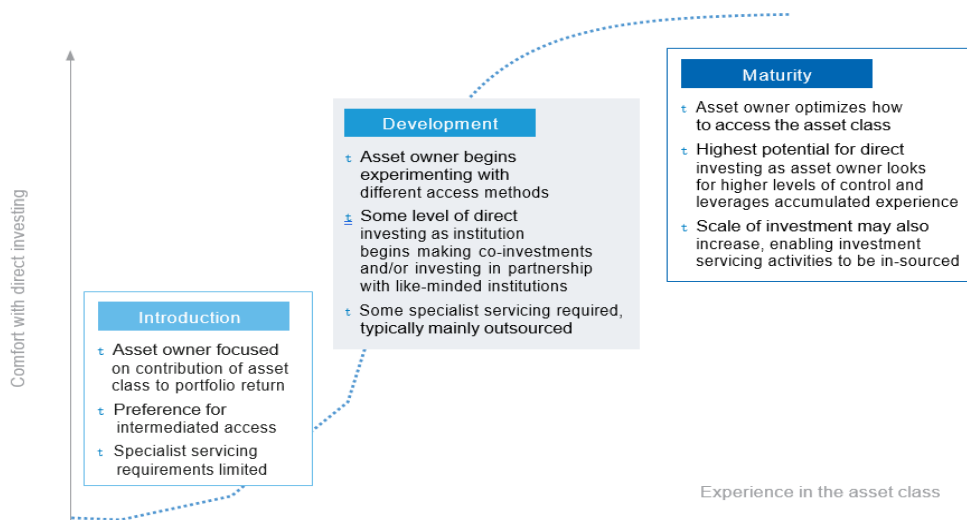 Maturity
t Asset owner optimizes how
to access the asset class
t Highest potential for direct
investing as asset owner looks
for higher levels of control and
leverages accumulated experience
t Scale of investment may also
increase, enabling investment
servicing activities to be in-sourced
Development
t Asset owner begins
experimenting with
different access methods
t Some level of direct
investing as institution
begins making co-investments
and/or investing in partnership
with like-minded institutions
t Some specialist servicing required,
typically mainly outsourced
Introduction
t Asset owner focused
on contribution of asset
class to portfolio return
t Preference for
intermediated access
t Specialist servicing
requirements limited
Comfort with direct investing
Experience in the asset class